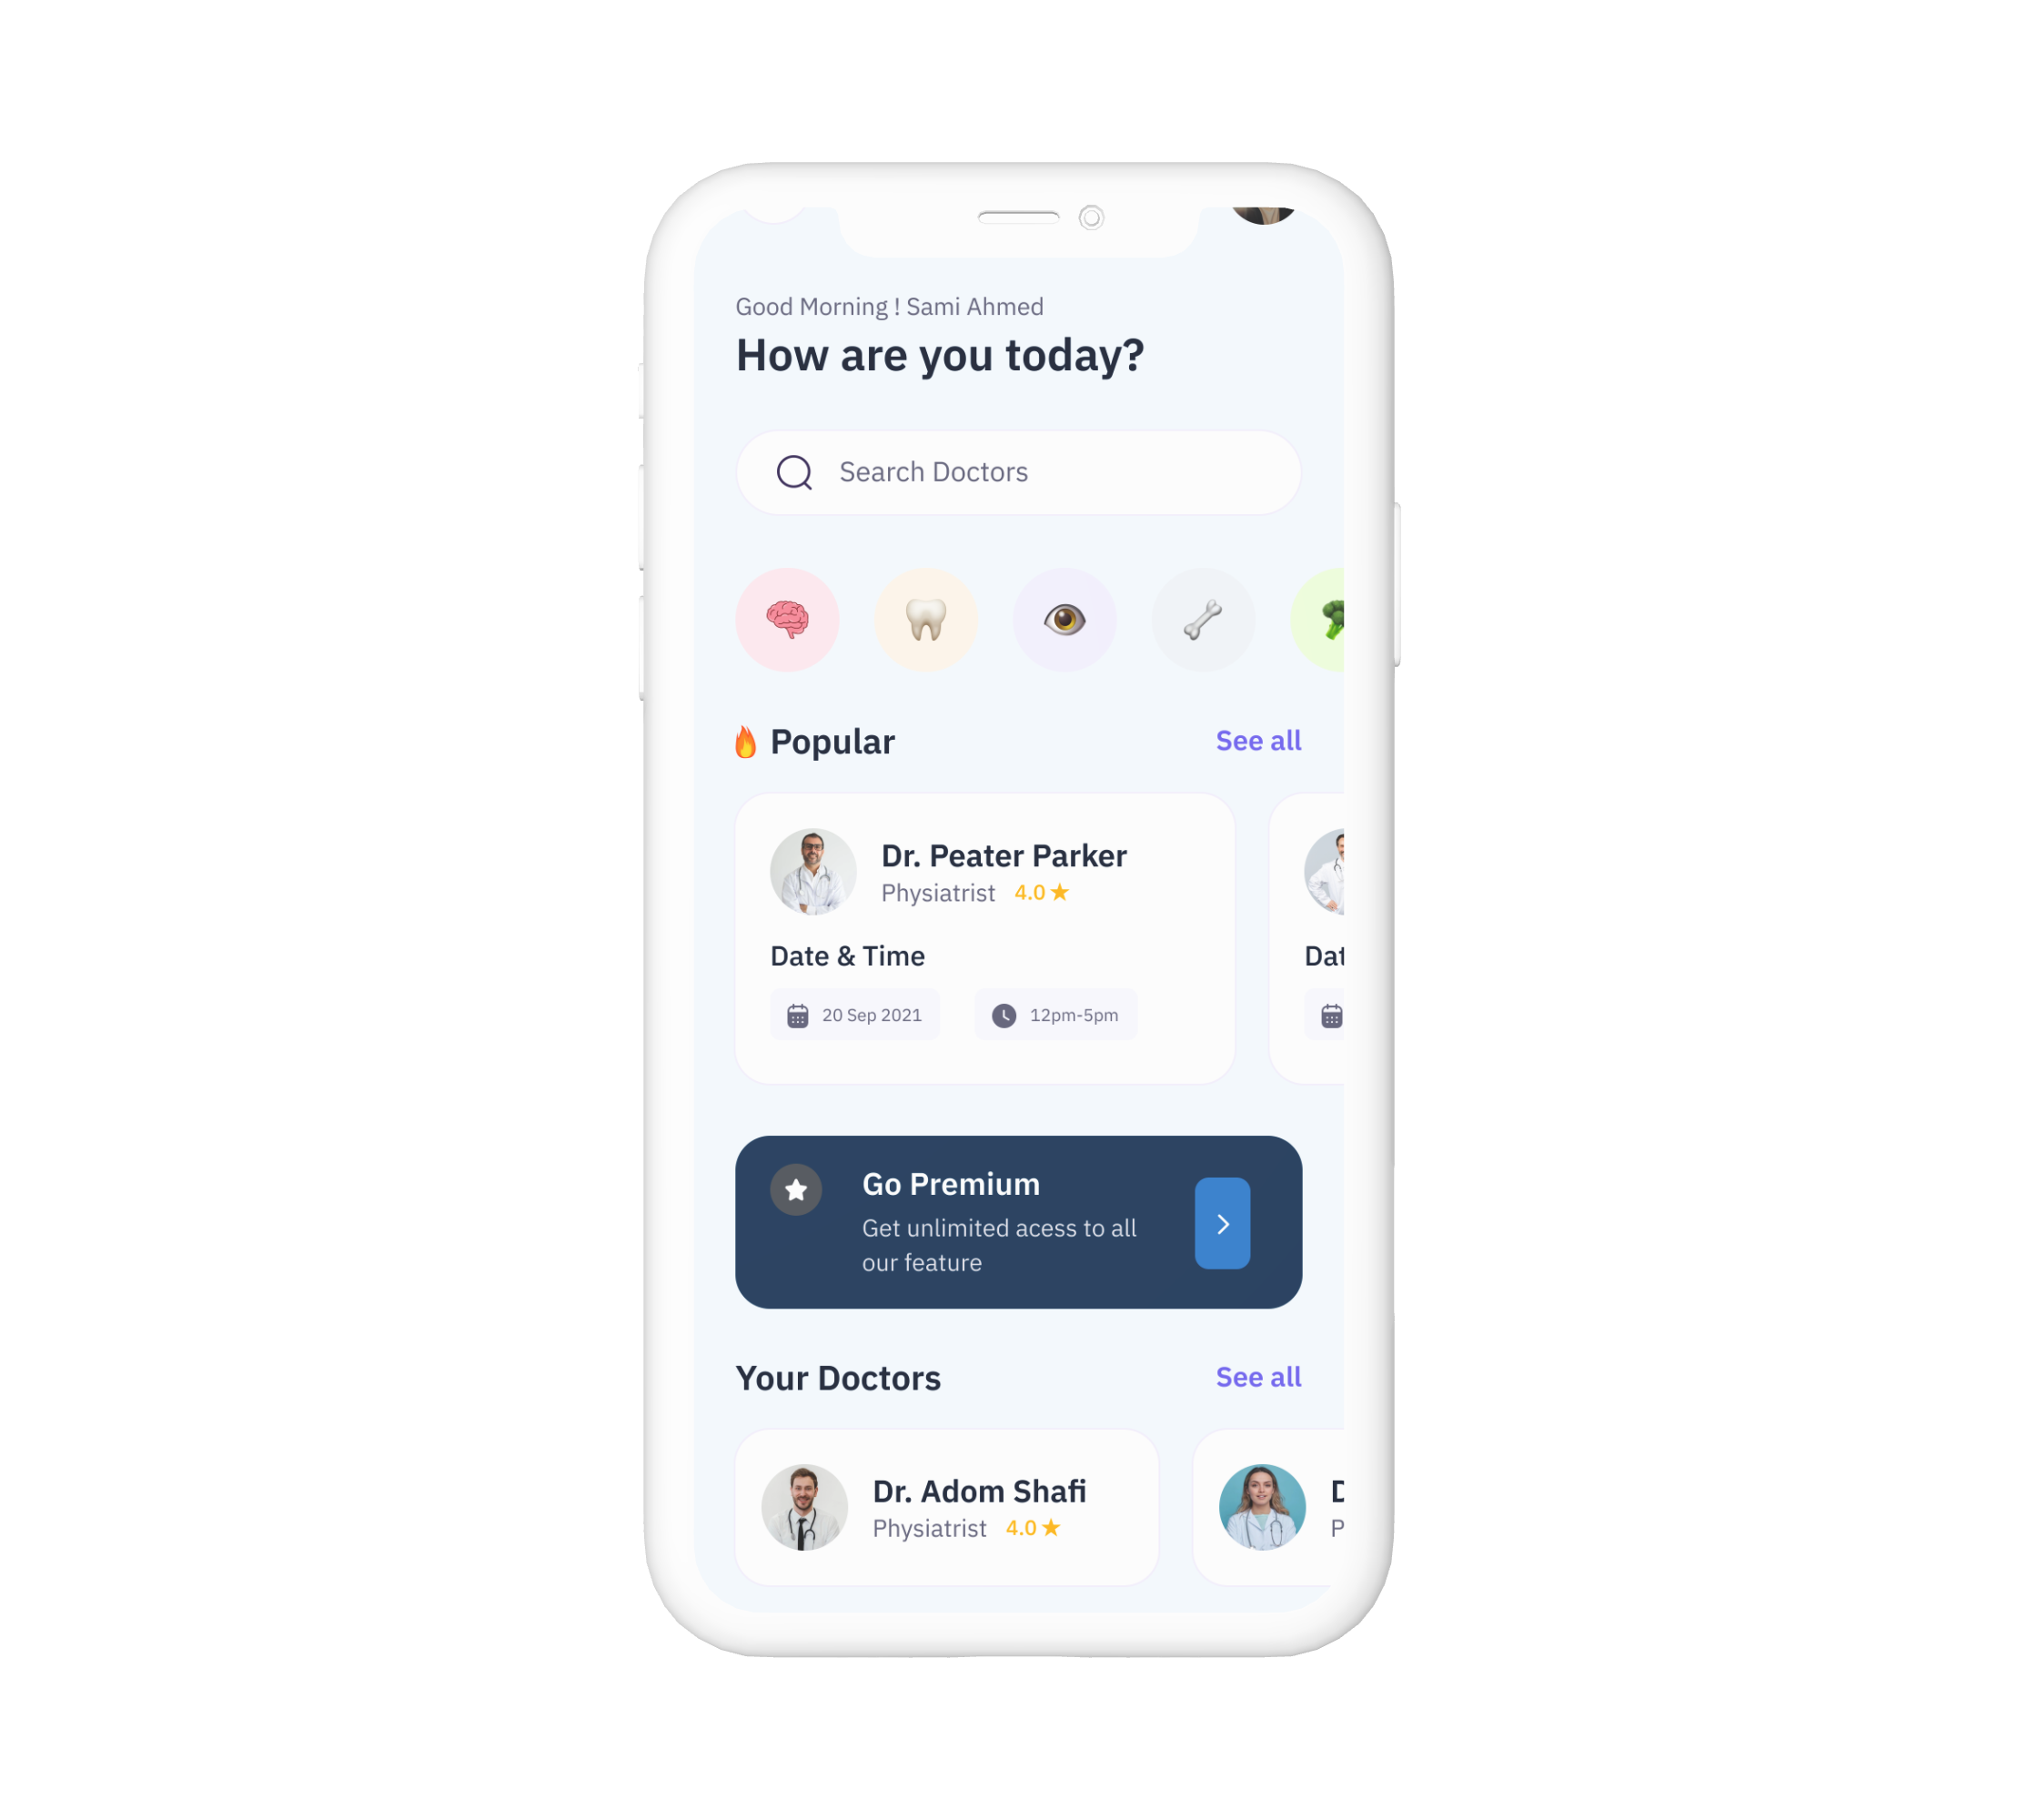 Good Morning ! Sami Ahmed
How are you today?
Search Doctors
Popular
See all
Dr. Peater Parker
Physiatrist 4.0
Date & Time
20 Sep 2021 12pm-5pm
Go Premium
Get unlimited acess to all
our feature
Your Doctors
See all
Dr. Adom Shafi
Physiatrist 4.0